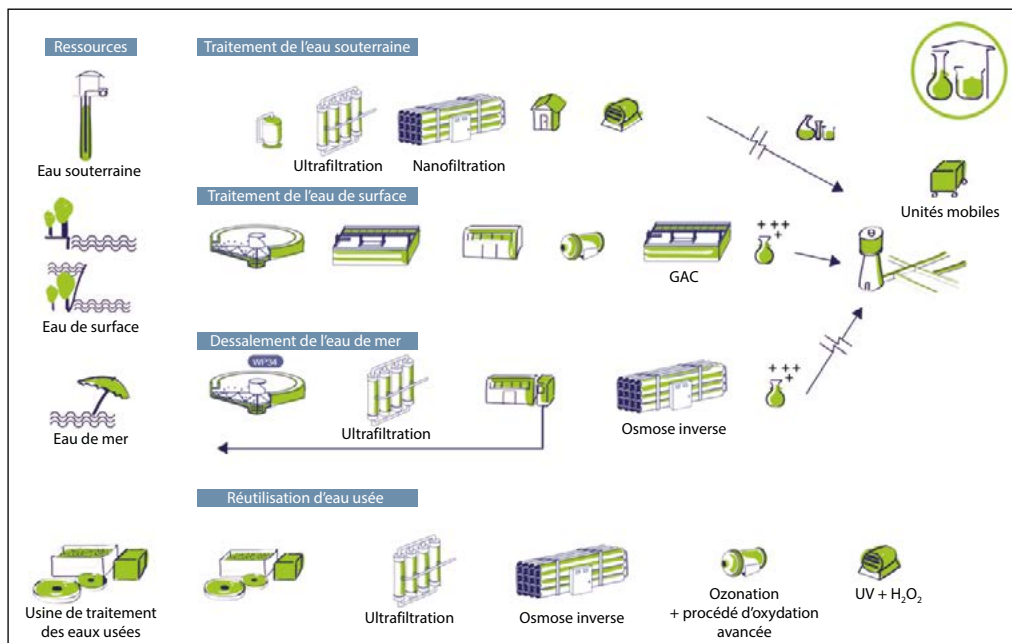 Ressources
Traitement de l'eau souterraine
Eau souterraine
Ultrafiltration
Nanofiltration
Unités mobiles
Traitement de l'eau de surface
Eau de surface
GAC
+ + +
+
Dessalement de l'eau de mer
WP34
Eau de mer
Ultrafiltration
Osmose inverse
+ + +
+
Réutilisation d'eau usée
Usine de traitement
des eaux usées
Ultrafiltration
Osmose inverse
Ozonation
+ procédé d'oxydation
avancée
UV + H₂O₂